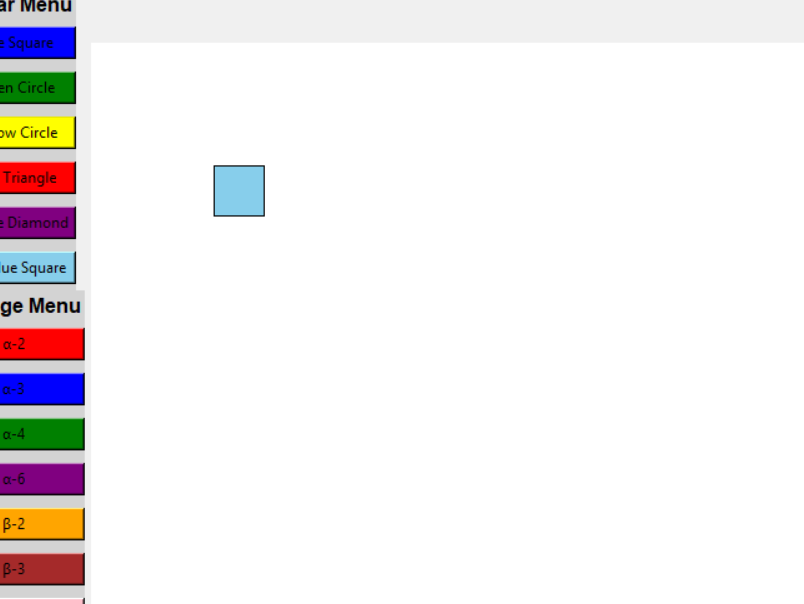 ar Menu
e Square
en Circle
ow Circle
Triangle
e Diamond
lue Square
ge Menu
α-2
α-3
α-4
α-6
β-2
β-3